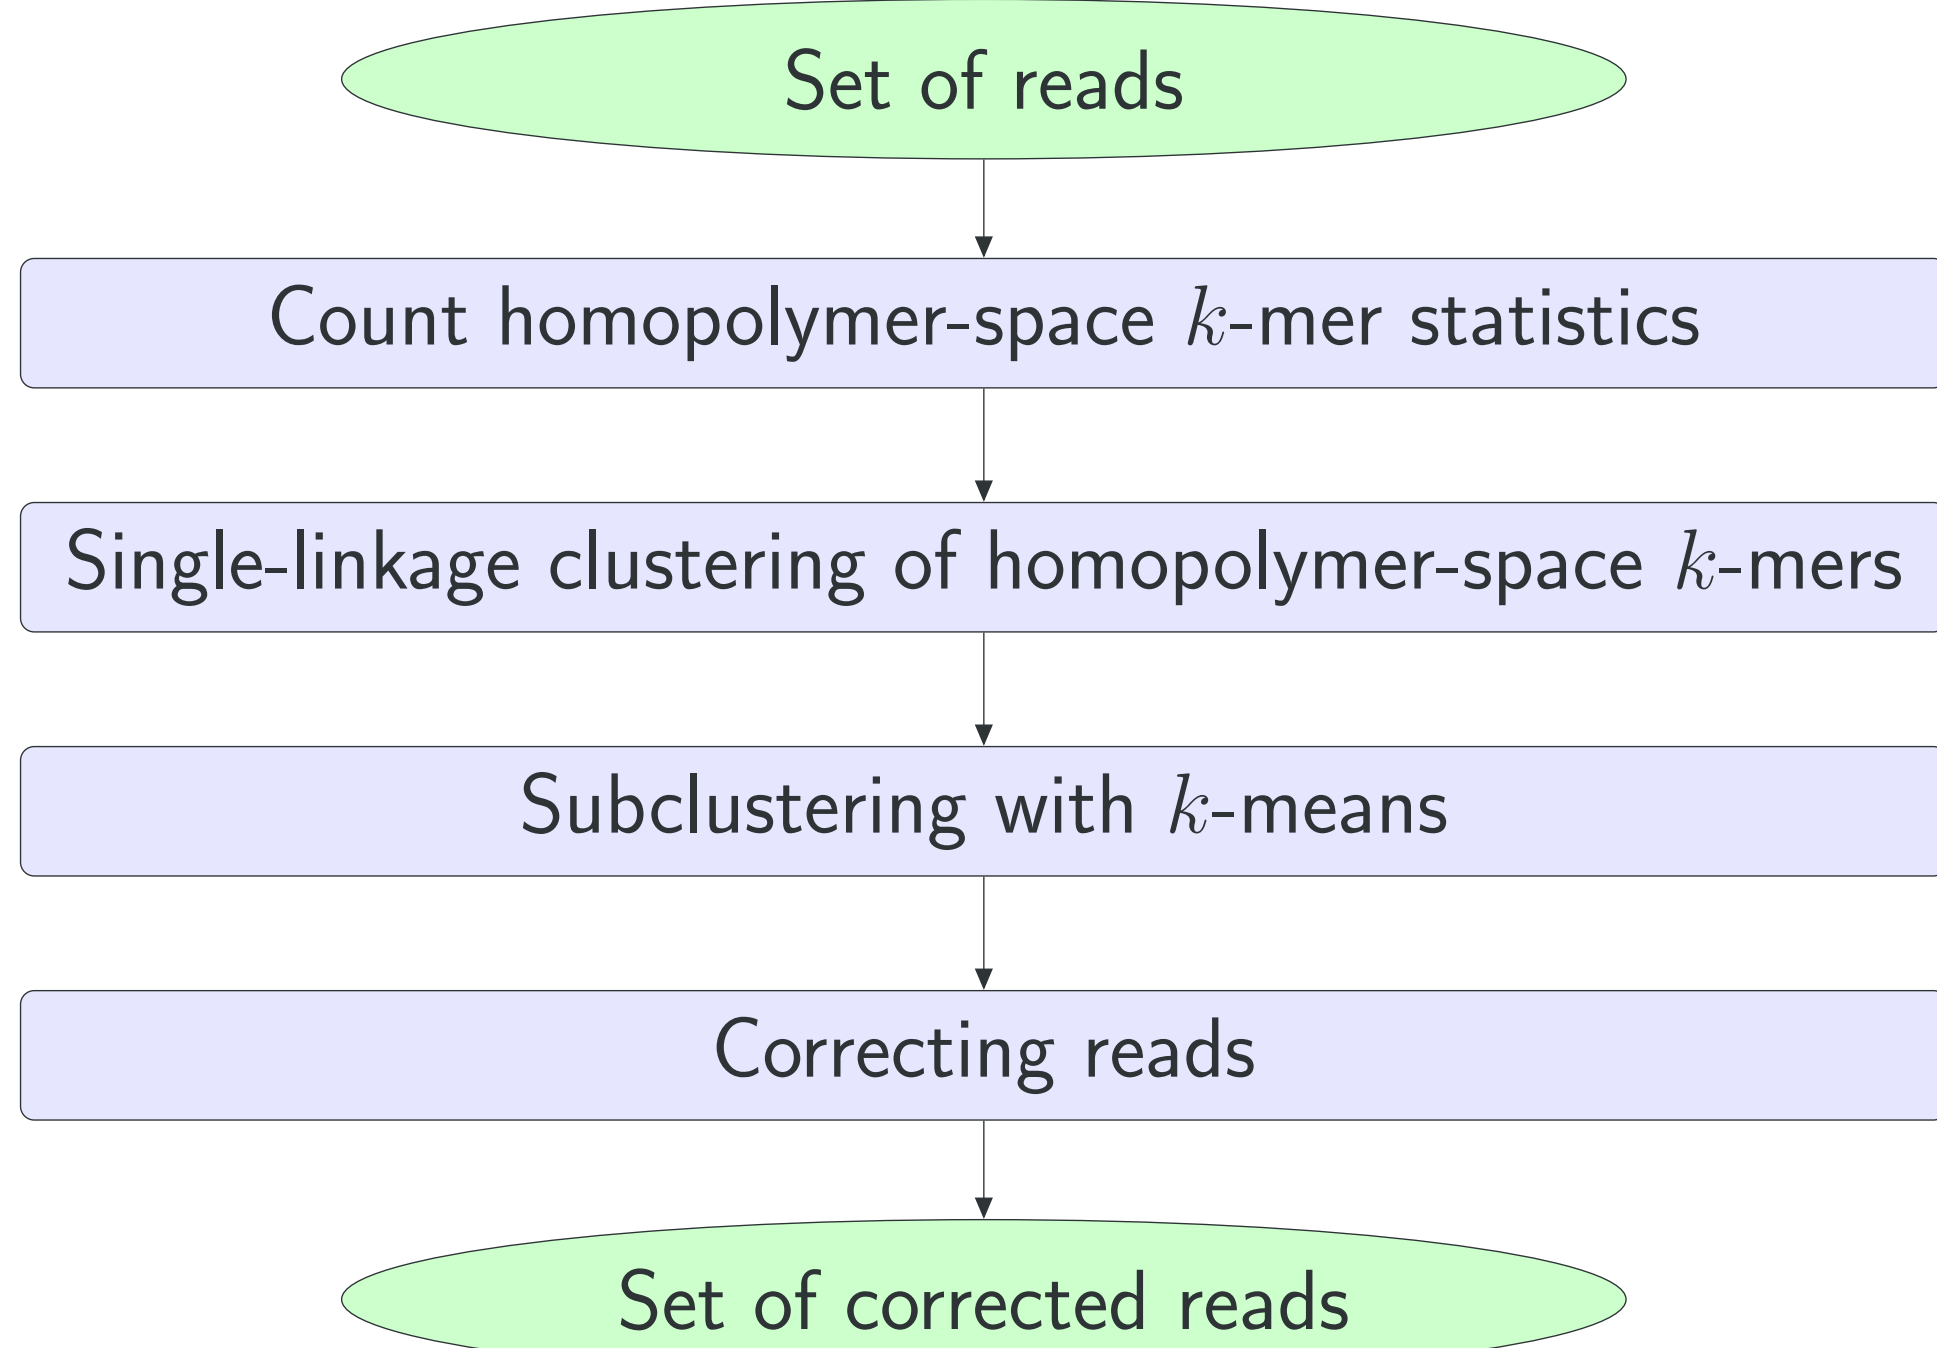 Set of reads
Count homopolymer-space k-mer statistics
Single-linkage clustering of homopolymer-space k-mers
Subclustering with k-means
Correcting reads
Set of corrected reads